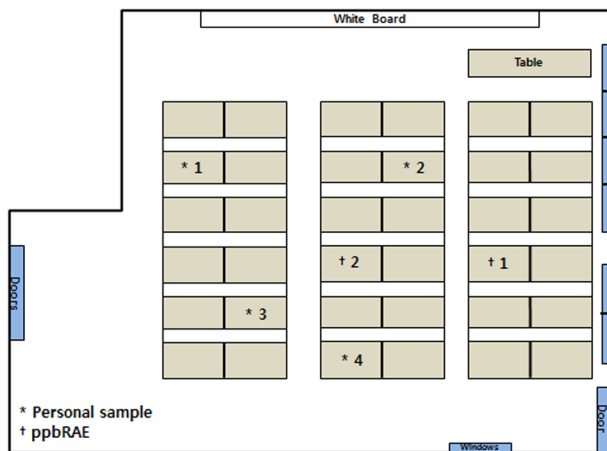 White Board
Table
* 1
* 2
† 2
† 1
* 3
* 4
Doors
* Personal sample
† ppbRAE
Door
Windows